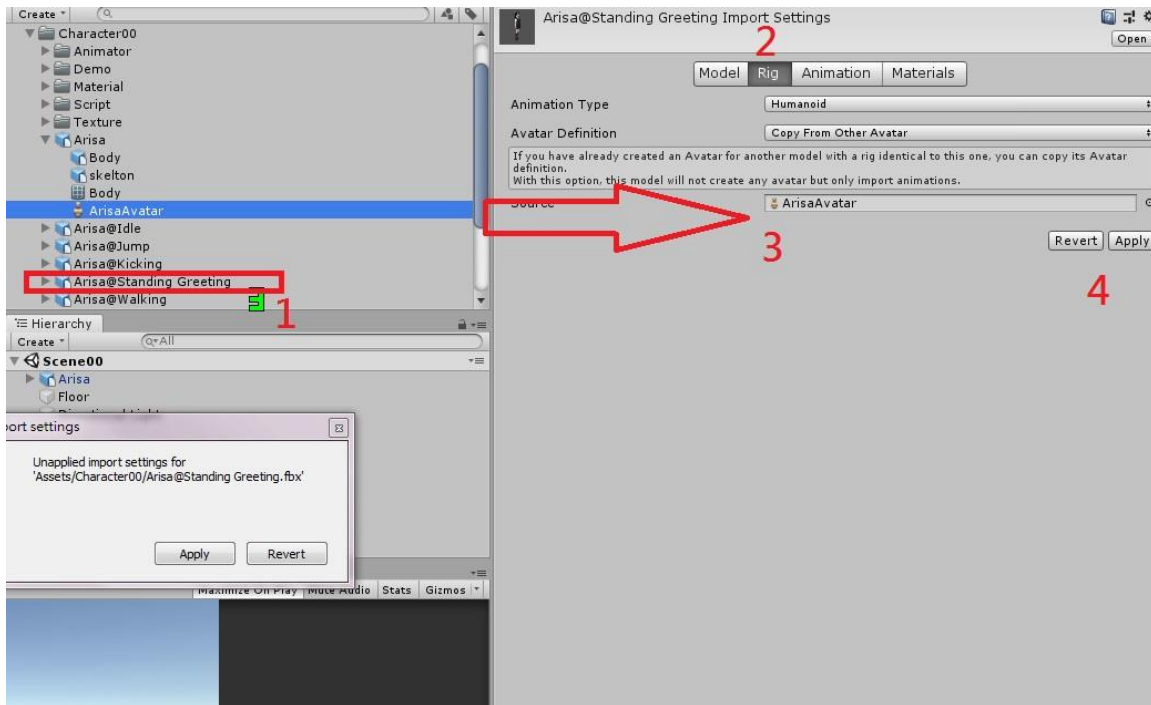 Create
Character00
Animator
Demo
Material
Script
Texture
Arisa
Body
skelton
Body
ArisaAvatar
Arisa@Idle
Arisa@Jump
Arisa@Kicking
Arisa@Standing Greeting
Arisa@Walking
1
Hierarchy
Create
All
Scene00
Arisa
Floor
port settings
Unapplied import settings for
'Assets/Character00/Arisa@Standing Greeting.fbx'
Apply Revert
Maximize On Play Mute Audio Stats Gizmos
Arisa@Standing Greeting Import Settings
Open
2
Model Rig Animation Materials
Animation Type Humanoid
Avatar Definition Copy From Other Avatar
If you have already created an Avatar for another model with a rig identical to this one, you can copy its Avatar
definition.
With this option, this model will not create any avatar but only import animations.
Source ArisaAvatar
3
Revert Apply
4